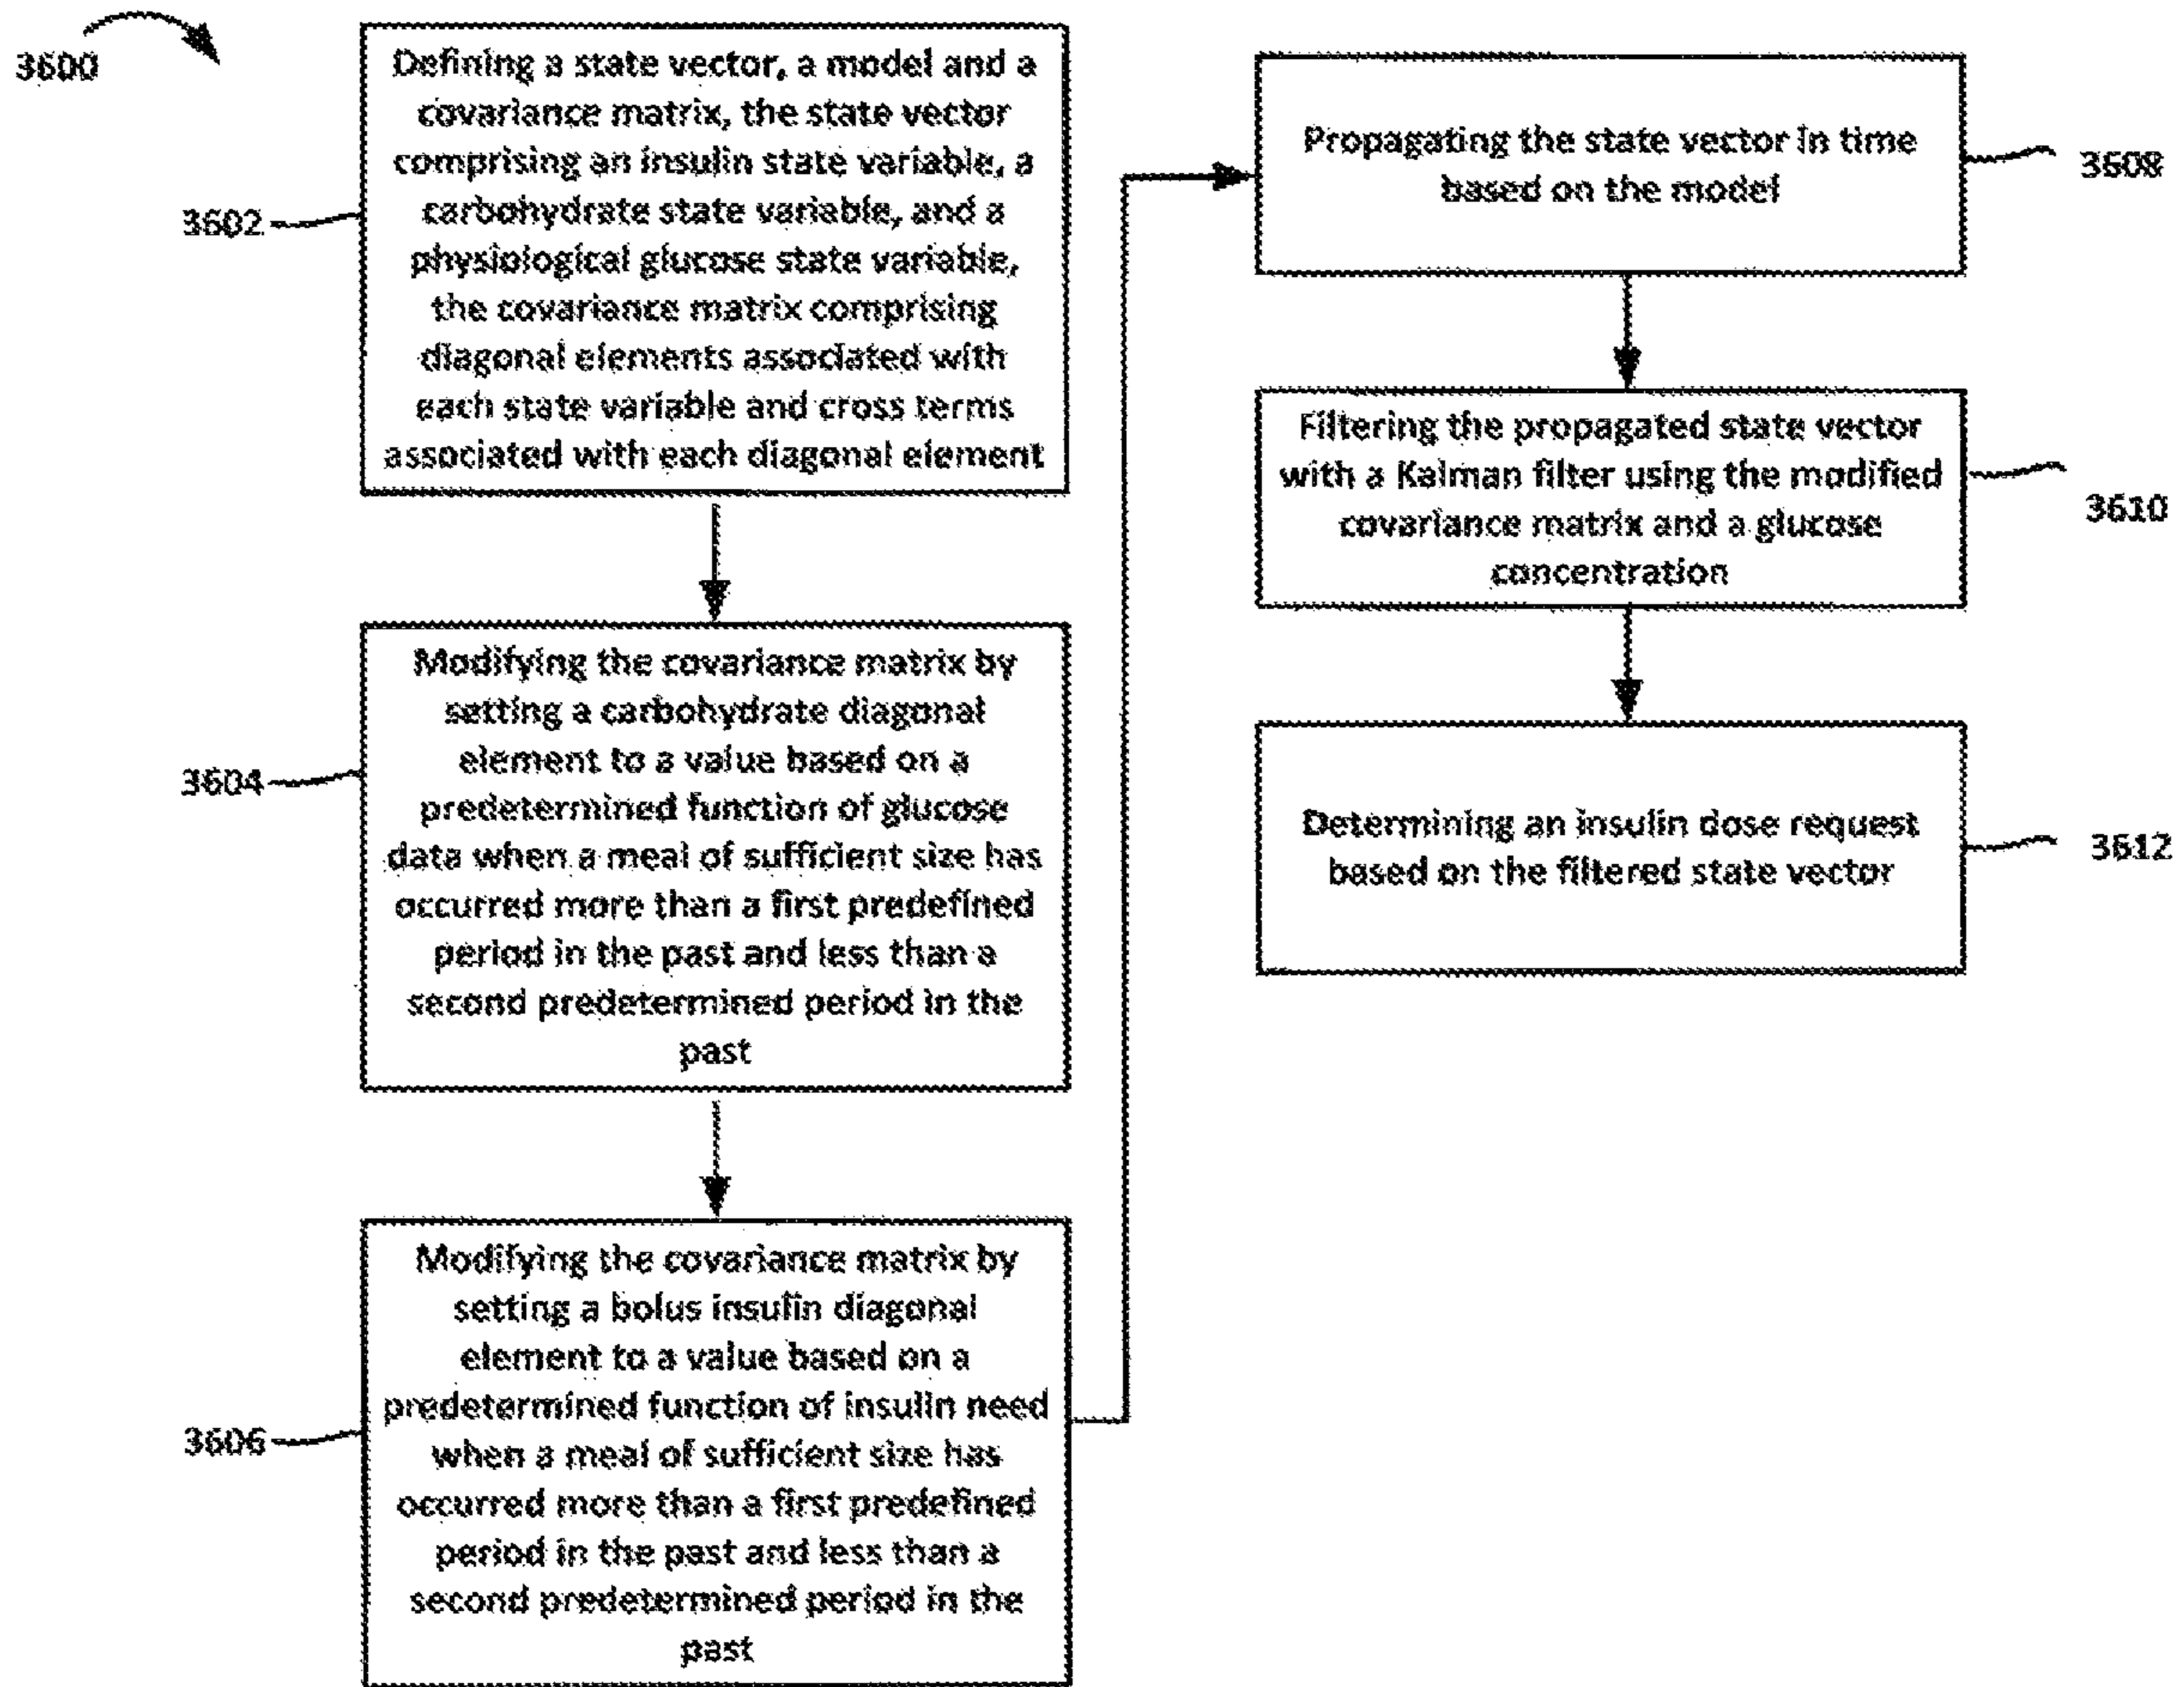 3600
Defining a state vector, a model and a
covariance matrix, the state vector
comprising an insulin state variable, a
carbohydrate state variable, and a
physiological glucose state variable,
the covariance matrix comprising
diagonal elements associated with
each state variable and cross terms
associated with each diagonal element
3602
Modifying the covariance matrix by
setting a carbohydrate diagonal
element to a value based on a
predetermined function of glucose
data when a meal of sufficient size has
occurred more than a first predefined
period in the past and less than a
second predetermined period in the
past
3604
Modifying the covariance matrix by
setting a bolus insulin diagonal
element to a value based on a
predetermined function of insulin need
when a meal of sufficient size has
occurred more than a first predefined
period in the past and less than a
second predetermined period in the
past
3606
Propagating the state vector in time
based on the model
3608
Filtering the propagated state vector
with a Kalman filter using the modified
covariance matrix and a glucose
concentration
3610
Determining an insulin dose request
based on the filtered state vector
3612